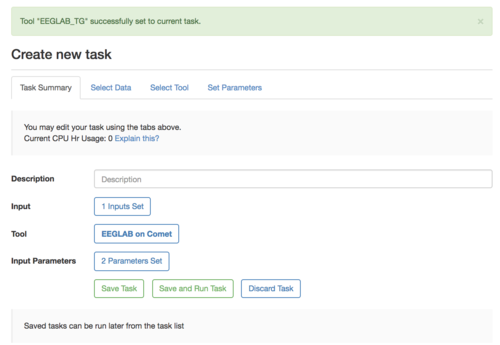 Tool "EEGLAB_TG" successfully set to current task. ×
Create new task
Task Summary Select Data Select Tool Set Parameters
You may edit your task using the tabs above.
Current CPU Hr Usage: 0 Explain this?
Description Description
Input 1 Inputs Set
Tool EEGLAB on Comet
Input Parameters 2 Parameters Set
Save Task Save and Run Task Discard Task
Saved tasks can be run later from the task list